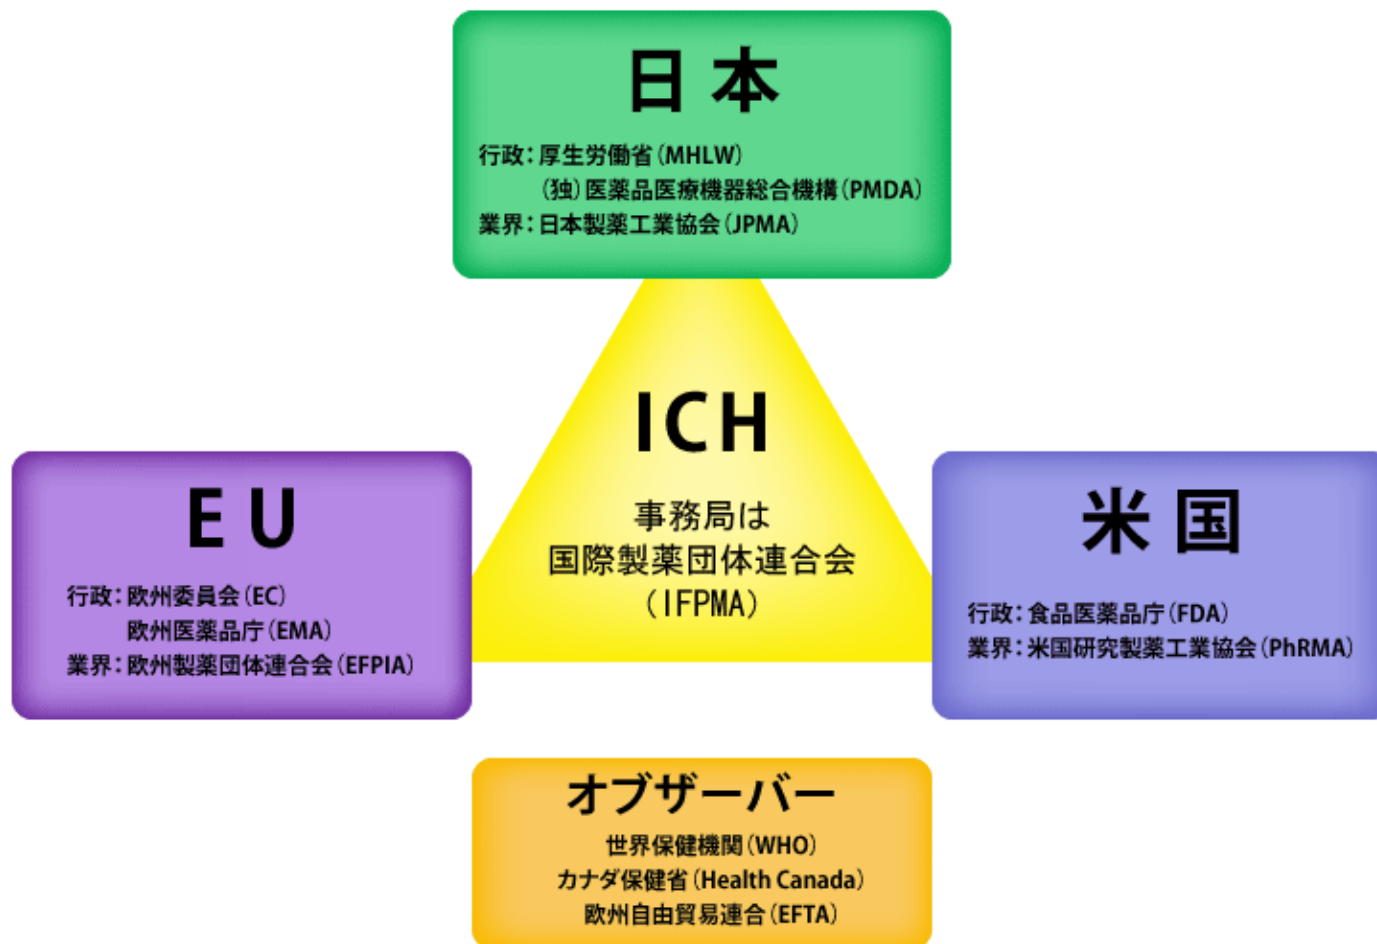 日本
行政：厚生労働省（MHLW）
（独）医薬品医療機器総合機構（PMDA）
業界：日本製薬工業協会（JPMA）
ICH
事務局は
国際製薬団体連合会
（IFPMA）
EU
行政：欧州委員会（EC）
欧州医薬品庁（EMA）
業界：欧州製薬団体連合会（EFPIA）
米国
行政：食品医薬品庁（FDA）
業界：米国研究製薬工業協会（PhRMA）
オブザーバー
世界保健機関（WHO）
カナダ保健省（Health Canada）
欧州自由貿易連合（EFTA）